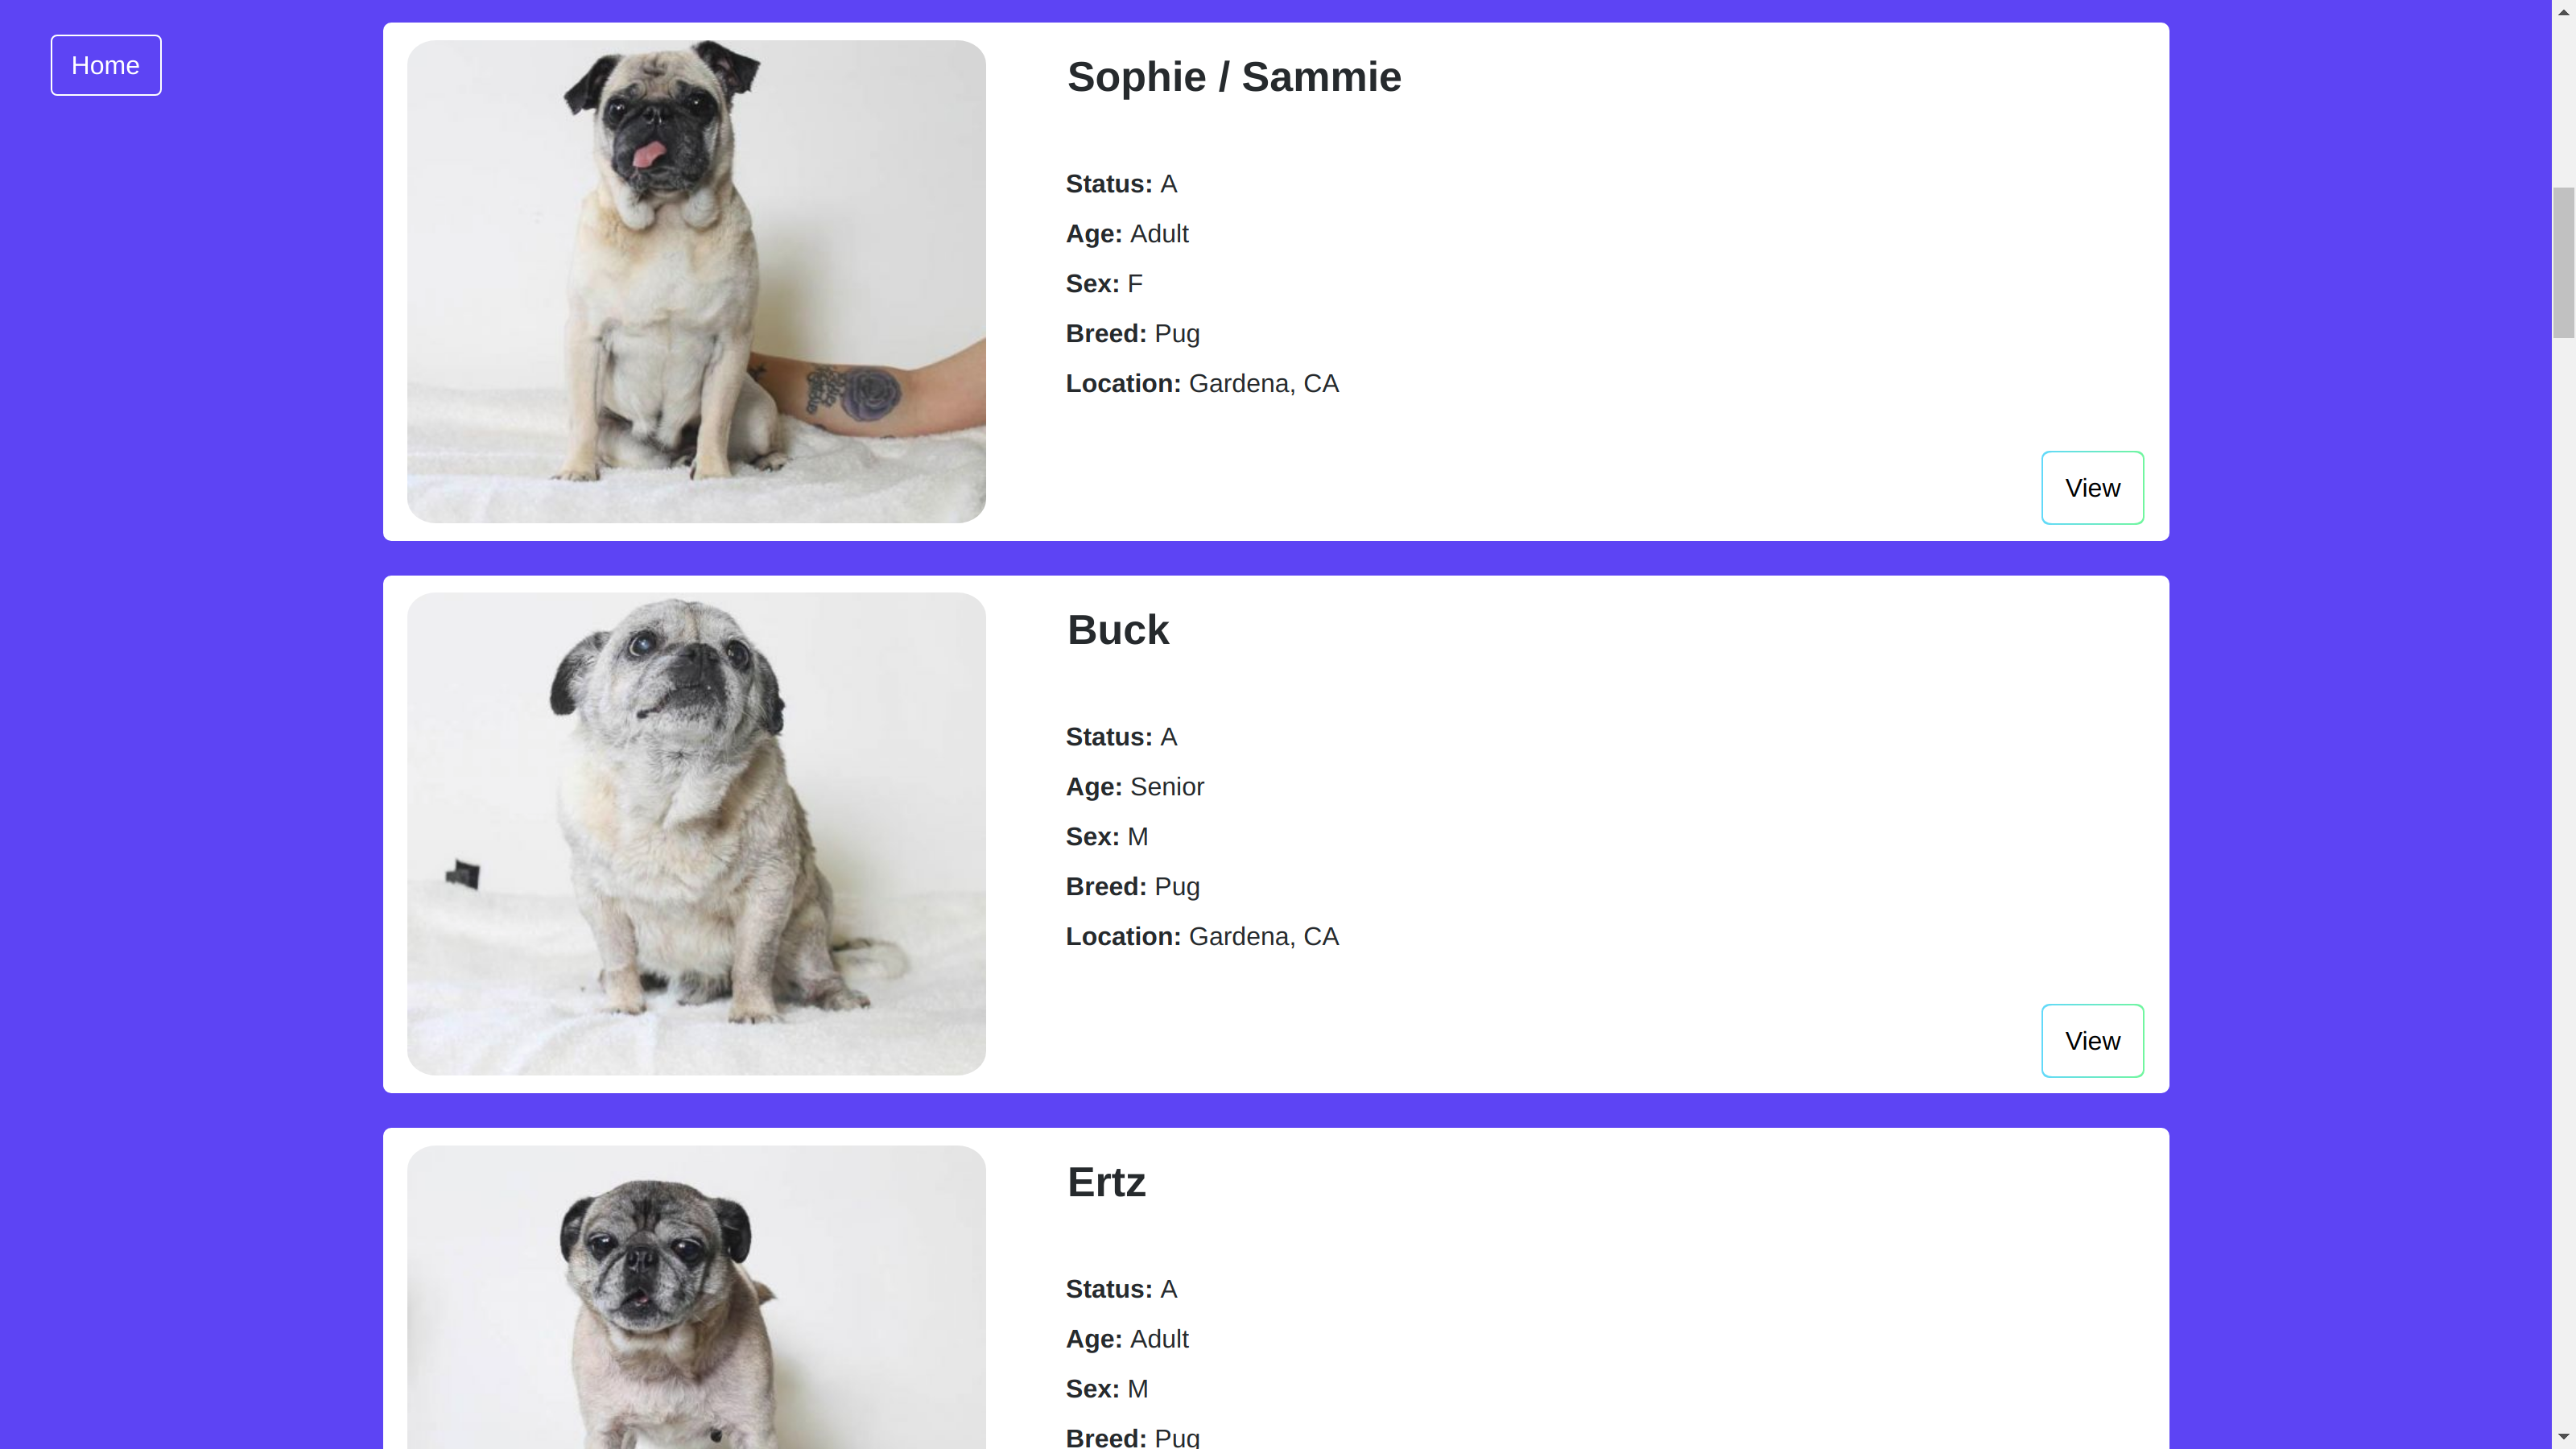 Home
Sophie / Sammie
Status: A
Age: Adult
Sex: F
Breed: Pug
Location: Gardena, CA
View
Buck
Status: A
Age: Senior
Sex: M
Breed: Pug
Location: Gardena, CA
View
Ertz
Status: A
Age: Adult
Sex: M
Breed: Pug